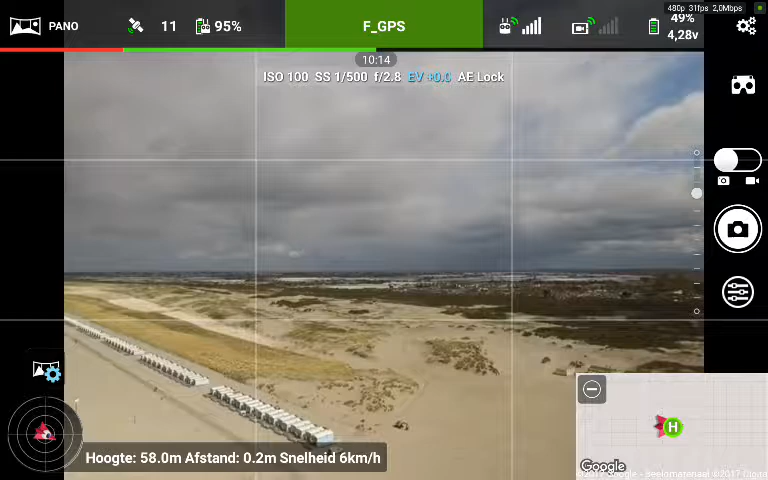 480p 31fps 2,0Mbps
PANO
11
95%
F_GPS
49%
4,28v
10:14
ISO 100 SS 1/500 f/2.8 EV +0.0 AE Lock
H
Hoogte: 58.0m Afstand: 0.2m Snelheid 6km/h
Google